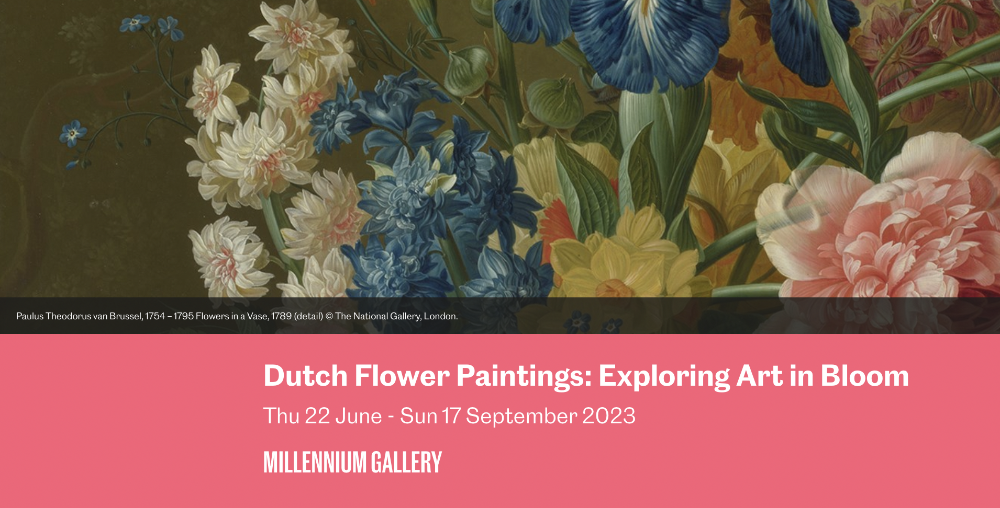 Paulus Theodorus van Brussel, 1754 – 1795 Flowers in a Vase, 1789 (detail) © The National Gallery, London.
Dutch Flower Paintings: Exploring Art in Bloom
Thu 22 June - Sun 17 September 2023
MILLENNIUM GALLERY